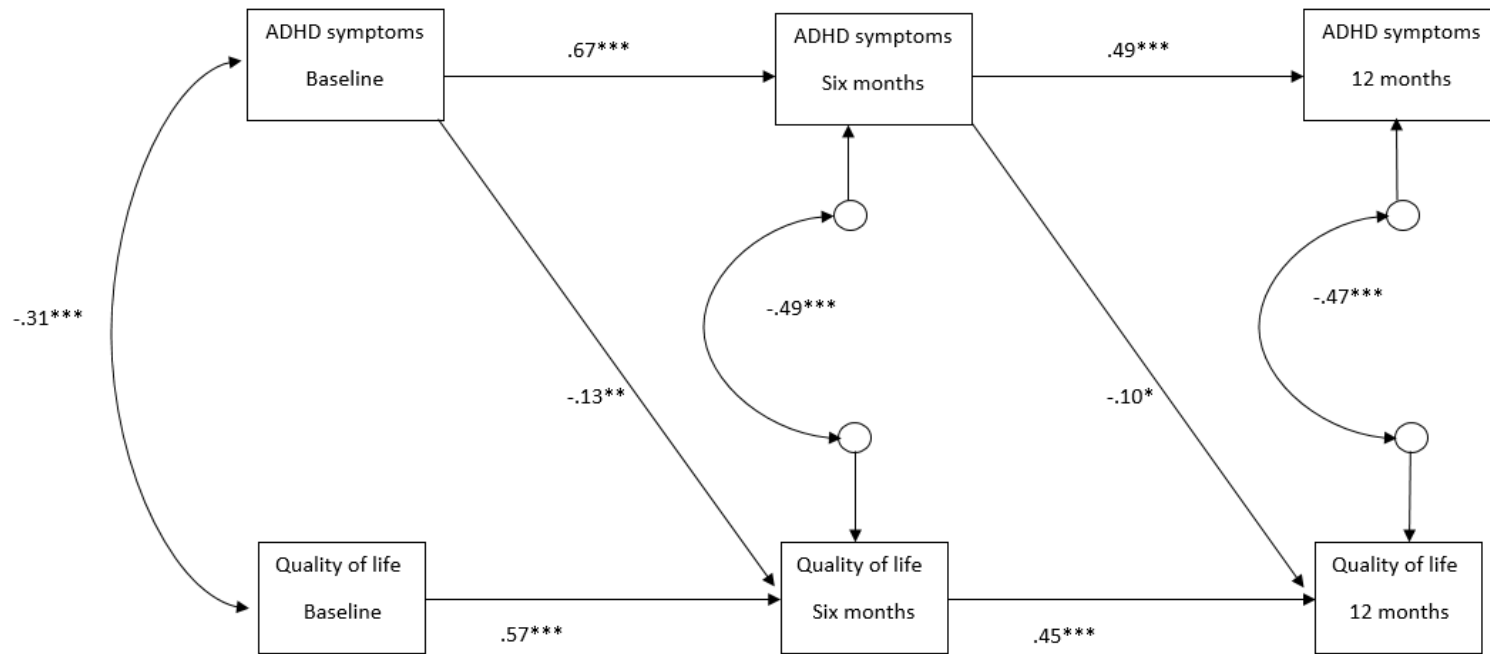 ADHD symptoms
Baseline
.67***
ADHD symptoms
Six months
.49***
ADHD symptoms
12 months
-.31***
-.49***
-.47***
-.13**
-.10*
Quality of life
Baseline
.57***
Quality of life
Six months
.45***
Quality of life
12 months